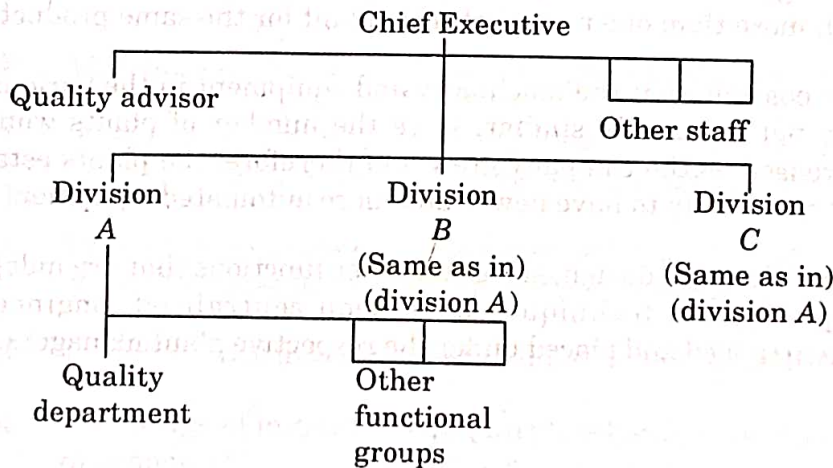 Chief Executive
Quality advisor
Other staff
Division
A
Division
B
(Same as in)
(division A)
Division
C
(Same as in)
(division A)
Quality
department
Other
functional
groups